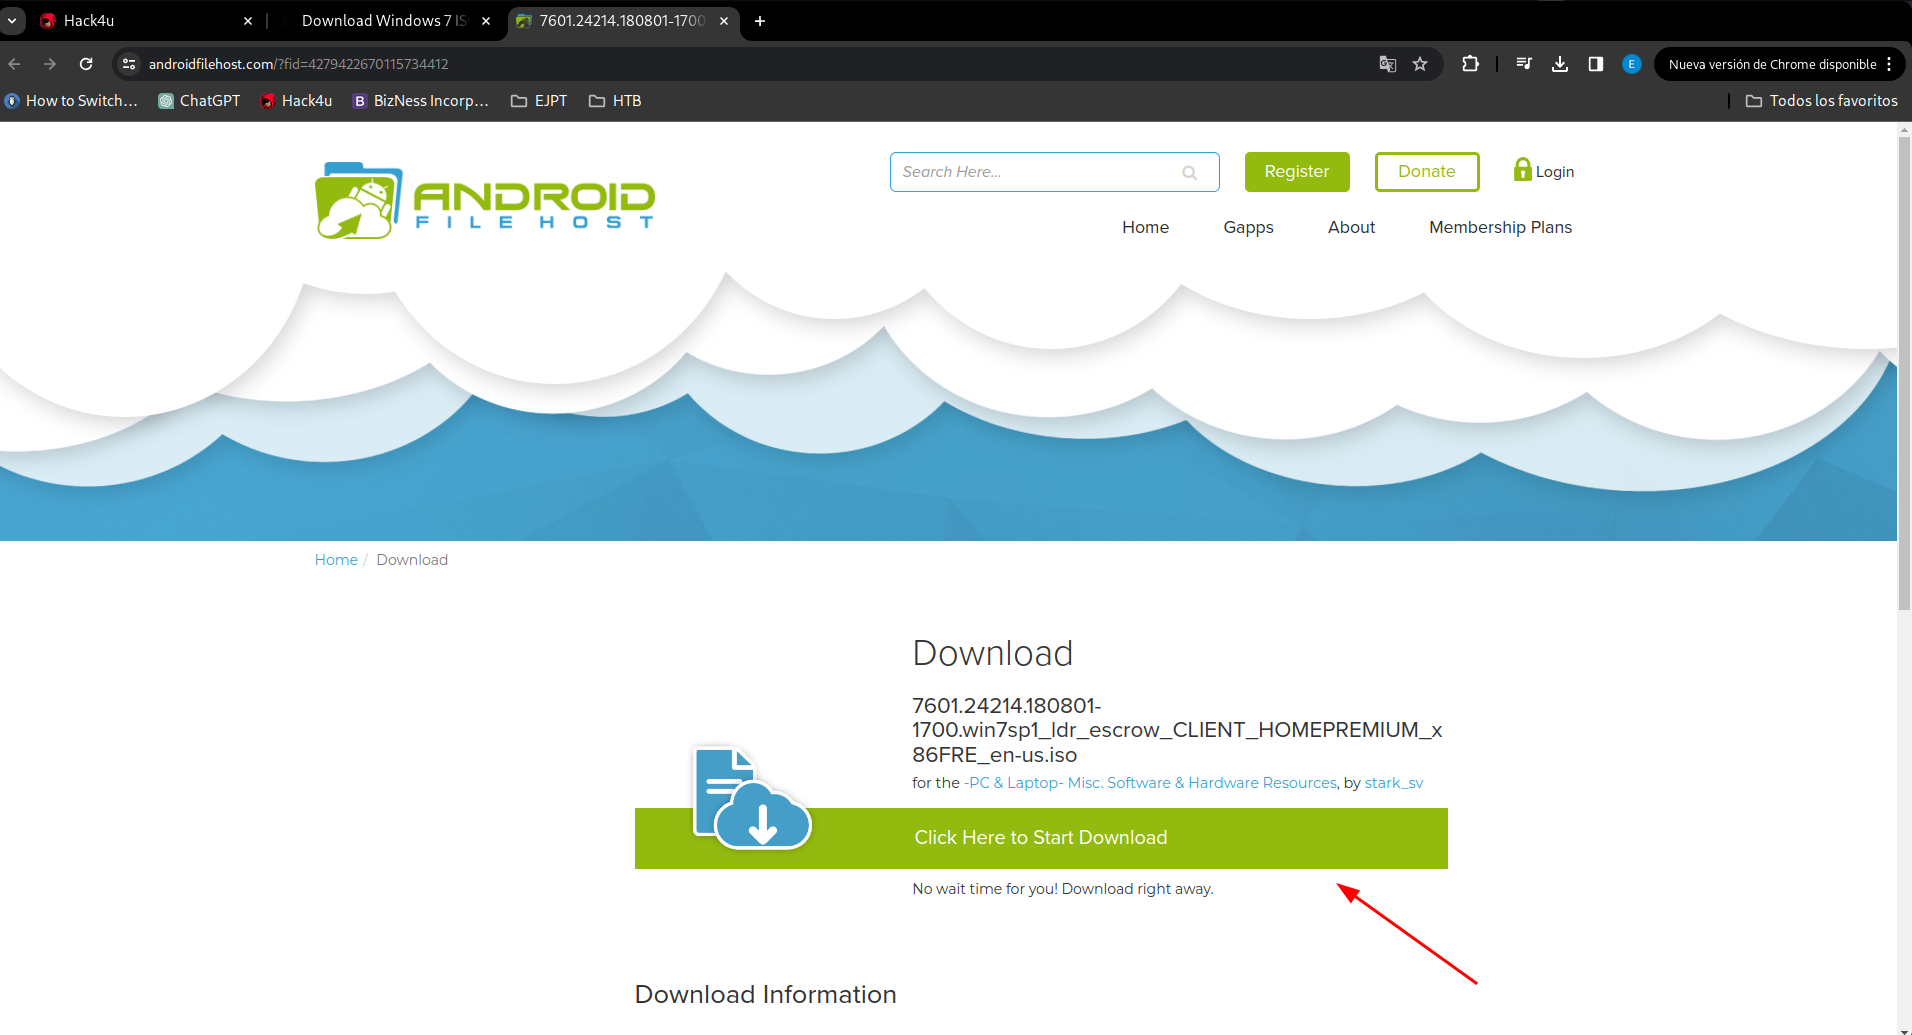 Hack4u
Download Windows 7 IS
7601.24214.180801-1700
androidfilehost.com/?fid=4279422670115734412
E
Nueva versión de Chrome disponible
How to Switch...
ChatGPT
Hack4u
B
BizNess Incorp...
EJPT
HTB
Todos los favoritos
ANDROID
FILE HOST
Search Here...
Register
Donate
Login
Home
Gapps
About
Membership Plans
Home / Download
Download
7601.24214.180801-
1700.win7sp1_ldr_escrow_CLIENT_HOMEPREMIUM_x
86FRE_en-us.iso
for the -PC & Laptop- Misc. Software & Hardware Resources, by stark_sv
Click Here to Start Download
No wait time for you! Download right away.
Download Information